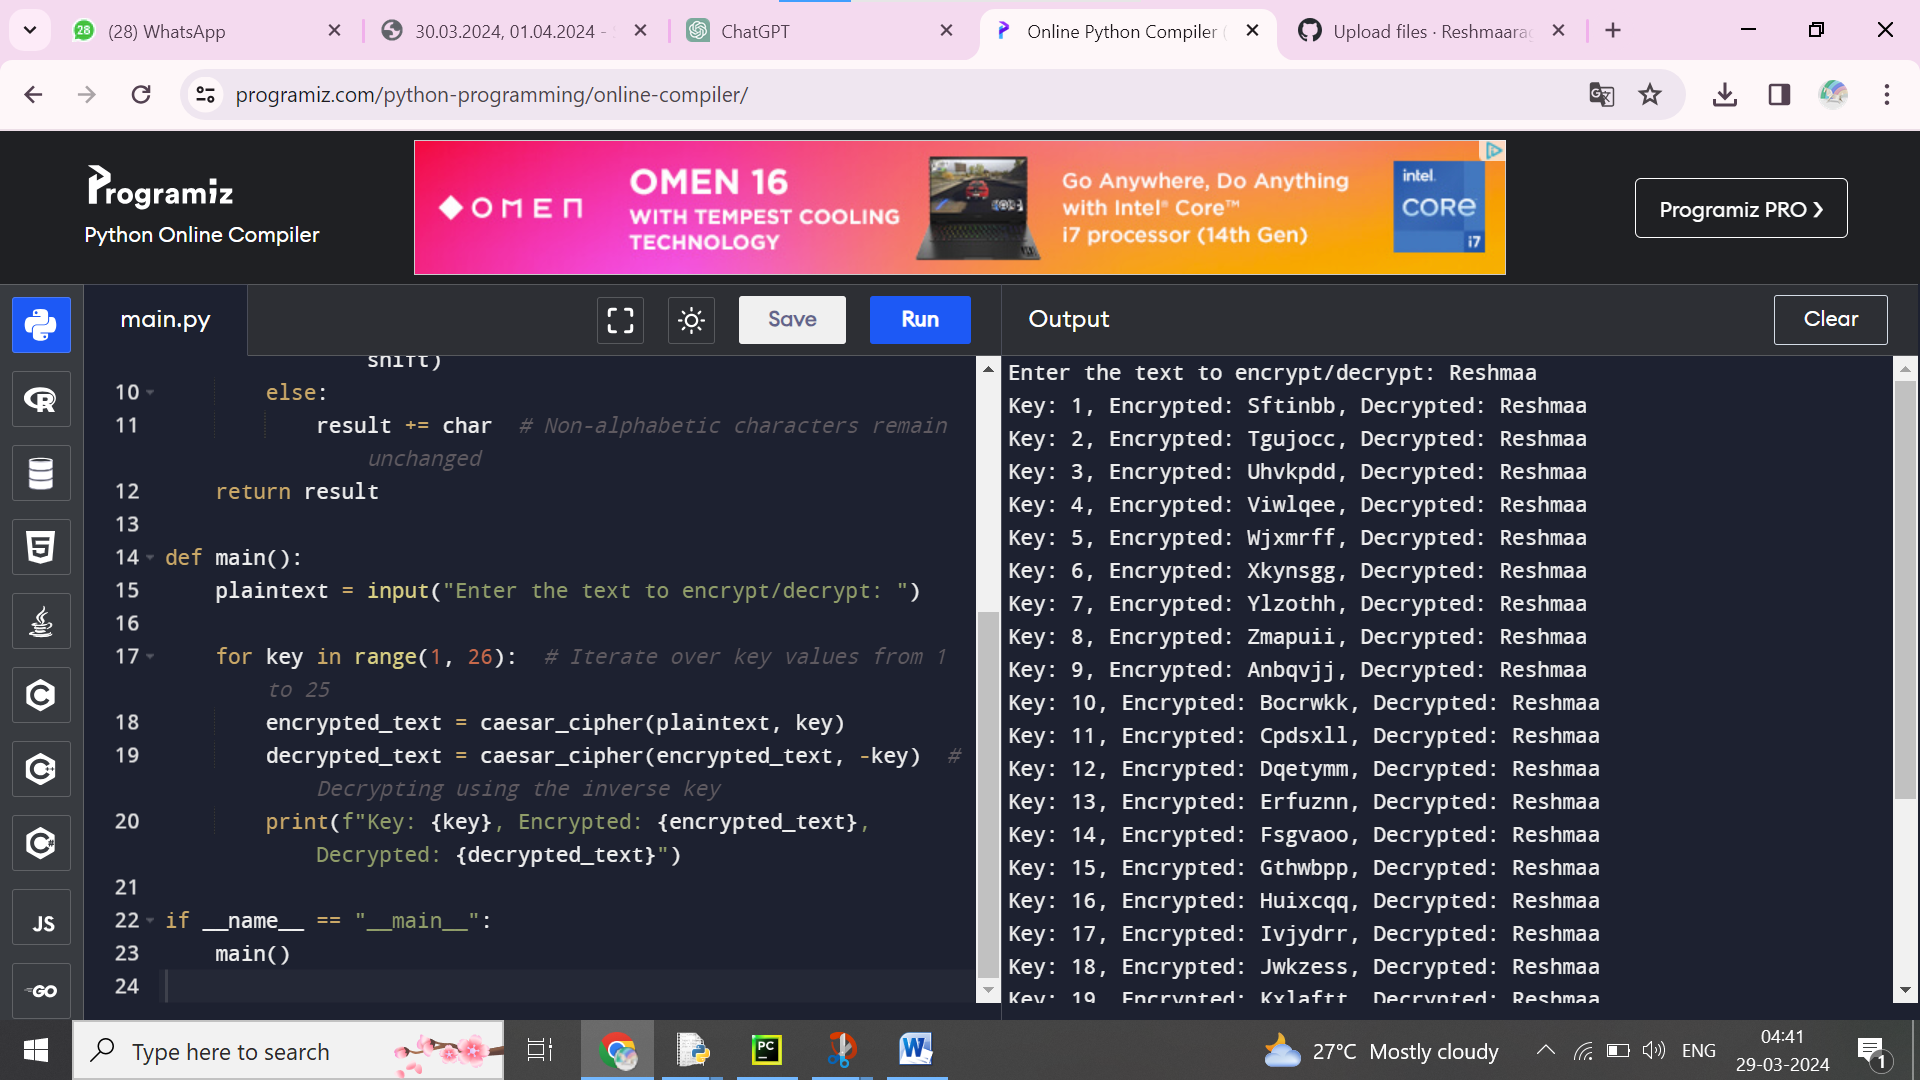 28 (28) WhatsApp
30.03.2024, 01.04.2024 -
ChatGPT
Online Python Compiler (
Upload files · Reshmaarag
programiz.com/python-programming/online-compiler/
Programiz
Python Online Compiler
OMEN
OMEN 16
WITH TEMPEST COOLING
TECHNOLOGY
Go Anywhere, Do Anything
with Intel® Core™
i7 processor (14th Gen)
intel
CORE
i7
Programiz PRO ❯
main.py
Save
Run
shift)
10 else:
11 result += char # Non-alphabetic characters remain
unchanged
12 return result
13
14 def main():
15 plaintext = input("Enter the text to encrypt/decrypt: ")
16
17 for key in range(1, 26): # Iterate over key values from 1
to 25
18 encrypted_text = caesar_cipher(plaintext, key)
19 decrypted_text = caesar_cipher(encrypted_text, -key) #
Decrypting using the inverse key
20 print(f"Key: {key}, Encrypted: {encrypted_text},
Decrypted: {decrypted_text}")
21
22 if __name__ == "__main__":
23 main()
24
Output
Clear
Enter the text to encrypt/decrypt: Reshmaa
Key: 1, Encrypted: Sftinbb, Decrypted: Reshmaa
Key: 2, Encrypted: Tgujocc, Decrypted: Reshmaa
Key: 3, Encrypted: Uhvkpdd, Decrypted: Reshmaa
Key: 4, Encrypted: Viwlqee, Decrypted: Reshmaa
Key: 5, Encrypted: Wjxmrff, Decrypted: Reshmaa
Key: 6, Encrypted: Xkynsgg, Decrypted: Reshmaa
Key: 7, Encrypted: Ylzothh, Decrypted: Reshmaa
Key: 8, Encrypted: Zmapuii, Decrypted: Reshmaa
Key: 9, Encrypted: Anbqvjj, Decrypted: Reshmaa
Key: 10, Encrypted: Bocrwkk, Decrypted: Reshmaa
Key: 11, Encrypted: Cpdsxll, Decrypted: Reshmaa
Key: 12, Encrypted: Dqetymm, Decrypted: Reshmaa
Key: 13, Encrypted: Erfuznn, Decrypted: Reshmaa
Key: 14, Encrypted: Fsgvaoo, Decrypted: Reshmaa
Key: 15, Encrypted: Gthwbpp, Decrypted: Reshmaa
Key: 16, Encrypted: Huixcqq, Decrypted: Reshmaa
Key: 17, Encrypted: Ivjydrr, Decrypted: Reshmaa
Key: 18, Encrypted: Jwkzess, Decrypted: Reshmaa
Key: 19, Encrypted: Kxlaftt, Decrypted: Reshmaa
JS
GO
Type here to search
PC
W
27°C Mostly cloudy
ENG
04:41
29-03-2024
1